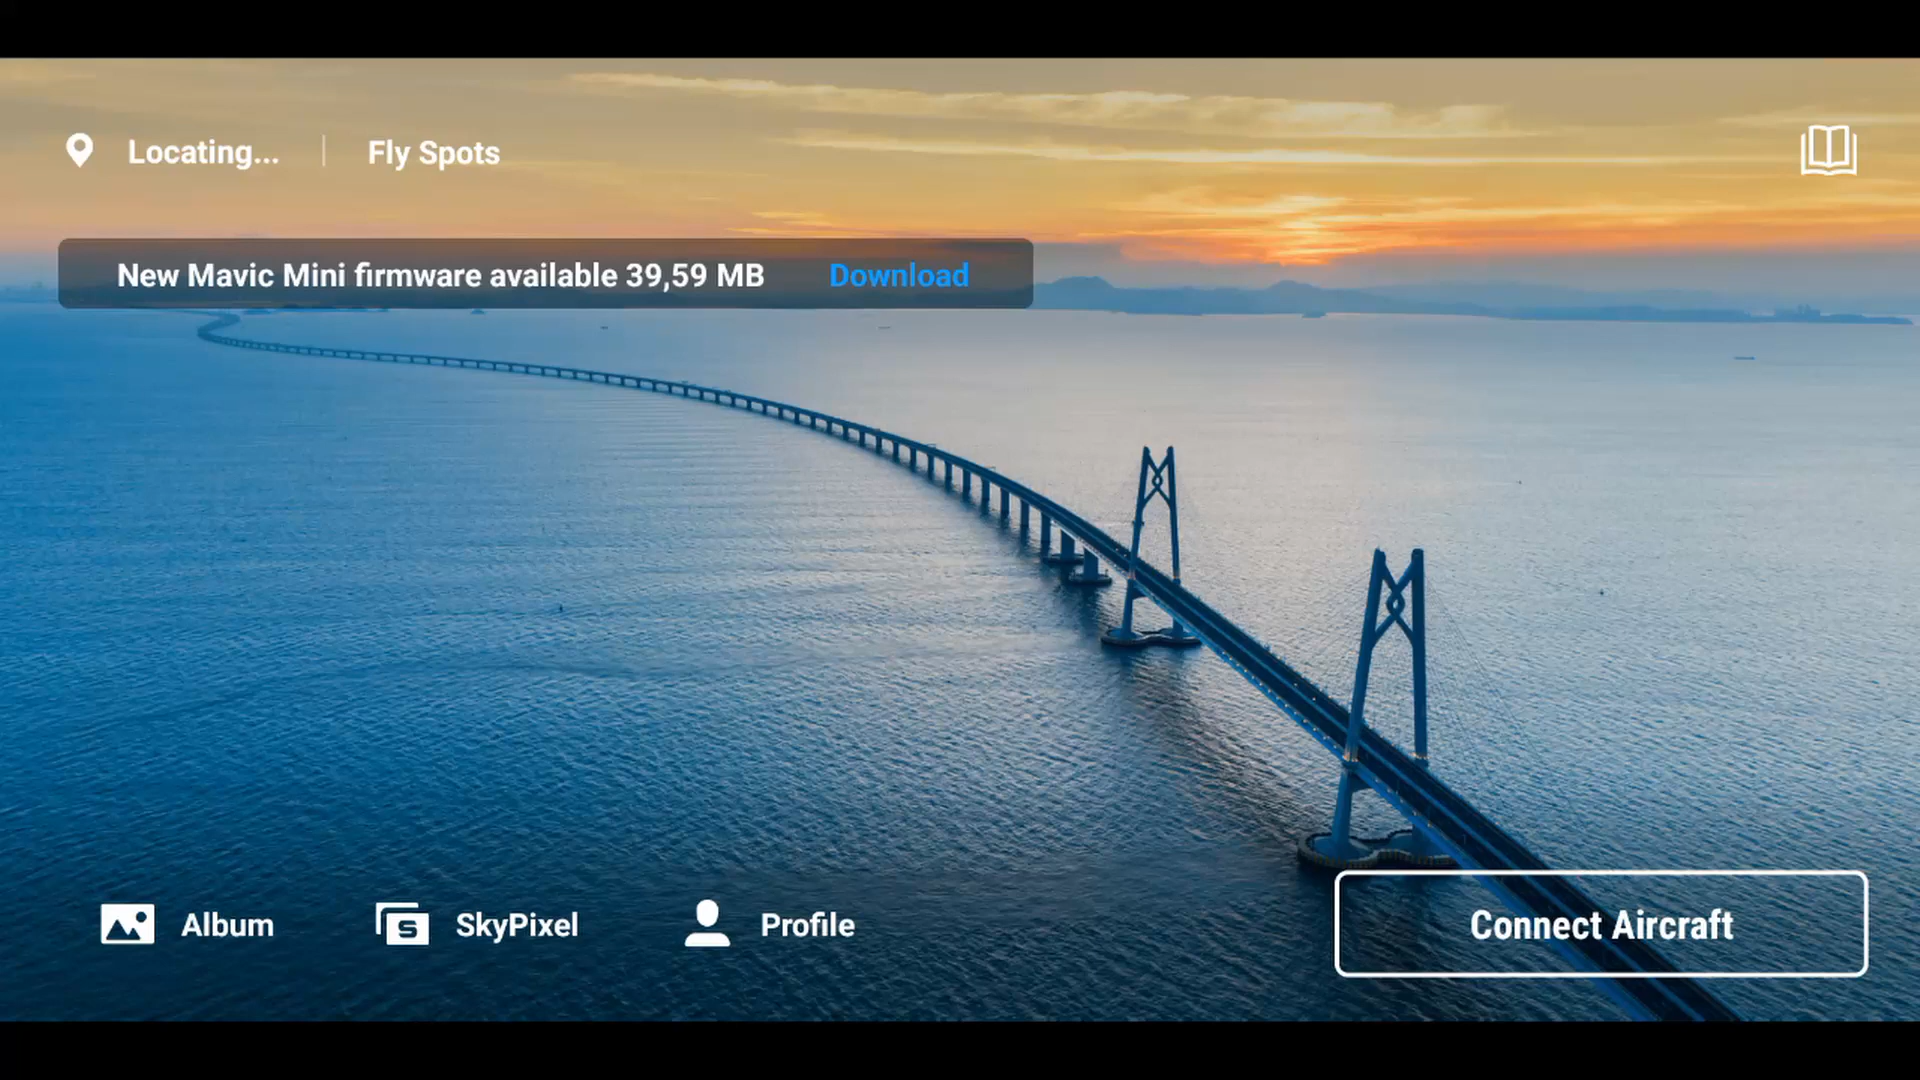 Locating... Fly Spots
New Mavic Mini firmware available 39,59 MB Download
Album SkyPixel Profile Connect Aircraft